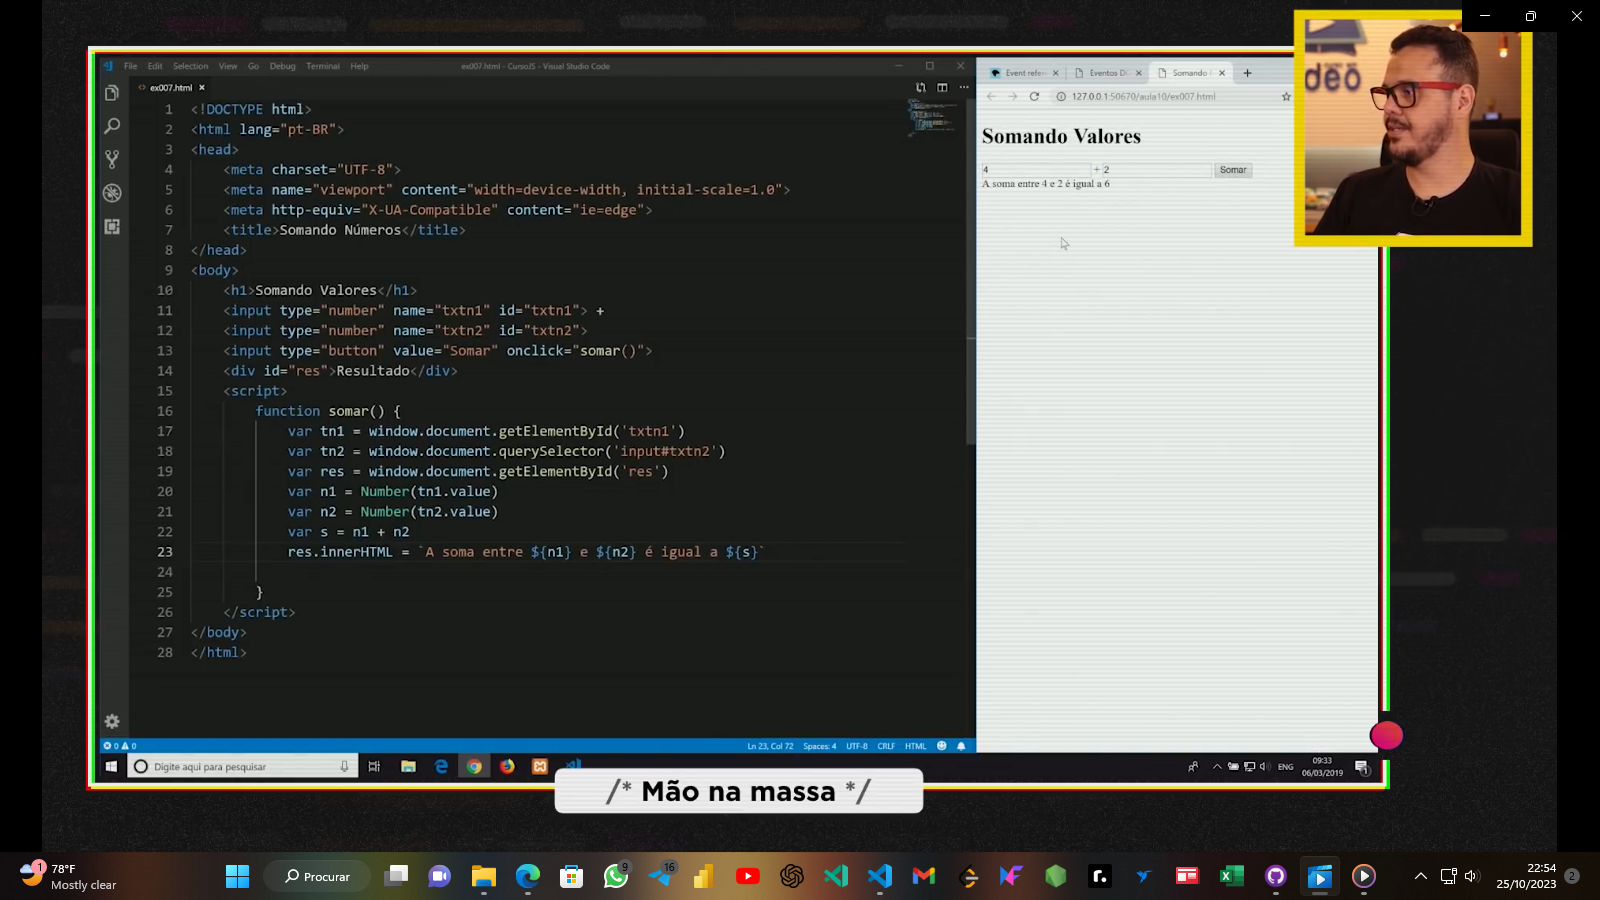 File Edit Selection View Go Debug Terminal Help
ex007.html - CursoJS - Visual Studio Code
ex007.html
1 <!DOCTYPE html>
2 <html lang="pt-BR">
3 <head>
4 <meta charset="UTF-8">
5 <meta name="viewport" content="width=device-width, initial-scale=1.0">
6 <meta http-equiv="X-UA-Compatible" content="ie=edge">
7 <title>Somando Números</title>
8 </head>
9 <body>
10 <h1>Somando Valores</h1>
11 <input type="number" name="txtn1" id="txtn1"> +
12 <input type="number" name="txtn2" id="txtn2">
13 <input type="button" value="Somar" onclick="somar()">
14 <div id="res">Resultado</div>
15 <script>
16 function somar() {
17 var tn1 = window.document.getElementById('txtn1')
18 var tn2 = window.document.querySelector('input#txtn2')
19 var res = window.document.getElementById('res')
20 var n1 = Number(tn1.value)
21 var n2 = Number(tn2.value)
22 var s = n1 + n2
23 res.innerHTML = `A soma entre ${n1} e ${n2} é igual a ${s}`
24
25 }
26 </script>
27 </body>
28 </html>
0 0
Ln 23, Col 72 Spaces: 4 UTF-8 CRLF HTML
Event refe Eventos D Somando
127.0.0.1:50670/aula10/ex007.html
Somando Valores
4 + 2 Somar
A soma entre 4 e 2 é igual a 6
deo
Digite aqui para pesquisar
ENG
09:33
06/03/2019
1
/* Mão na massa */
1
78°F
Mostly clear
Procurar
9
16
22:54
25/10/2023
2